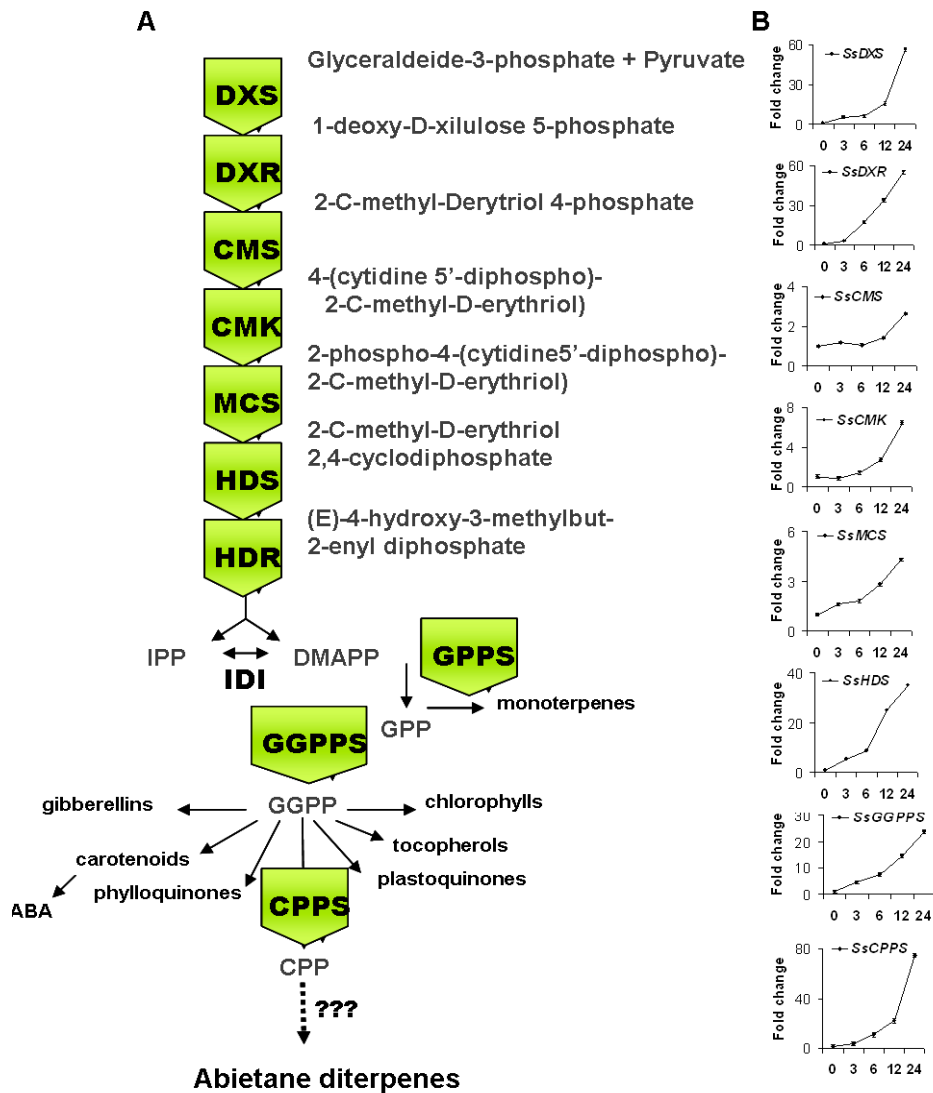 A
Glyceraldeide-3-phosphate + Pyruvate
DXS
1-deoxy-D-xilulose 5-phosphate
DXR
2-C-methyl-Derytriol 4-phosphate
CMS
4-(cytidine 5'-diphospho)-
2-C-methyl-D-erythriol)
CMK
2-phospho-4-(cytidine5'-diphospho)-
2-C-methyl-D-erythriol)
MCS
2-C-methyl-D-erythriol
2,4-cyclodiphosphate
HDS
(E)-4-hydroxy-3-methylbut-
2-enyl diphosphate
HDR
IPP
IDI
DMAPP
GPPS
GPP
monoterpenes
GGPPS
GGPP
gibberellins
chlorophylls
carotenoids
tocopherols
ABA
phylloquinones
plastoquinones
CPPS
CPP
???
Abietane diterpenes
B
Fold change
60
30
0
SsDXS
0 3 6 12 24
Fold change
60
30
0
SsDXR
0 3 6 12 24
Fold change
4
2
0
SsCMS
0 3 6 12 24
Fold change
8
4
0
SsCMK
0 3 6 12 24
Fold change
6
3
0
SsMCS
0 3 6 12 24
Fold change
40
20
0
SsHDS
0 3 6 12 24
Fold change
30
20
10
0
SsGGPPS
0 3 6 12 24
Fold change
80
40
0
SsCPPS
0 3 6 12 24